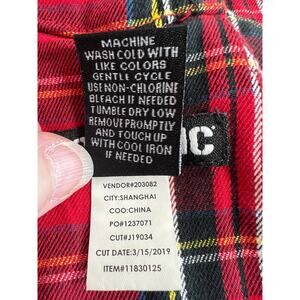 MACHINE
WASH COLD WITH
LIKE COLORS
GENTLE CYCLE
USE NON-CHLORINE
BLEACH IF NEEDED
TUMBLE DRY LOW
REMOVE PROMPTLY
AND TOUCH UP
WITH COOL IRON
IF NEEDED
VENDOR#203082
CITY:SHANGHAI
COO:CHINA
PO#1237071
CUT#J19034
CUT DATE:3/15/2019
ITEM#11830125